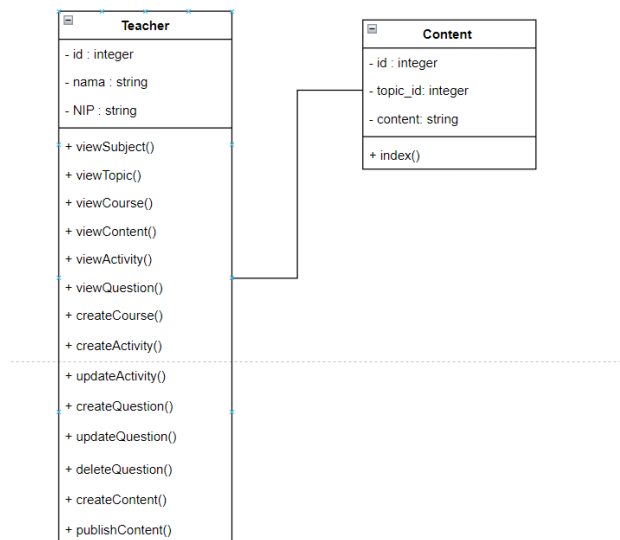 Teacher
- id : integer
- nama : string
- NIP : string
+ viewSubject()
+ viewTopic()
+ viewCourse()
+ viewContent()
+ viewActivity()
+ viewQuestion()
+ createCourse()
+ createActivity()
+ updateActivity()
+ createQuestion()
+ updateQuestion()
+ deleteQuestion()
+ createContent()
+ publishContent()
Content
- id : integer
- topic_id: integer
- content: string
+ index()